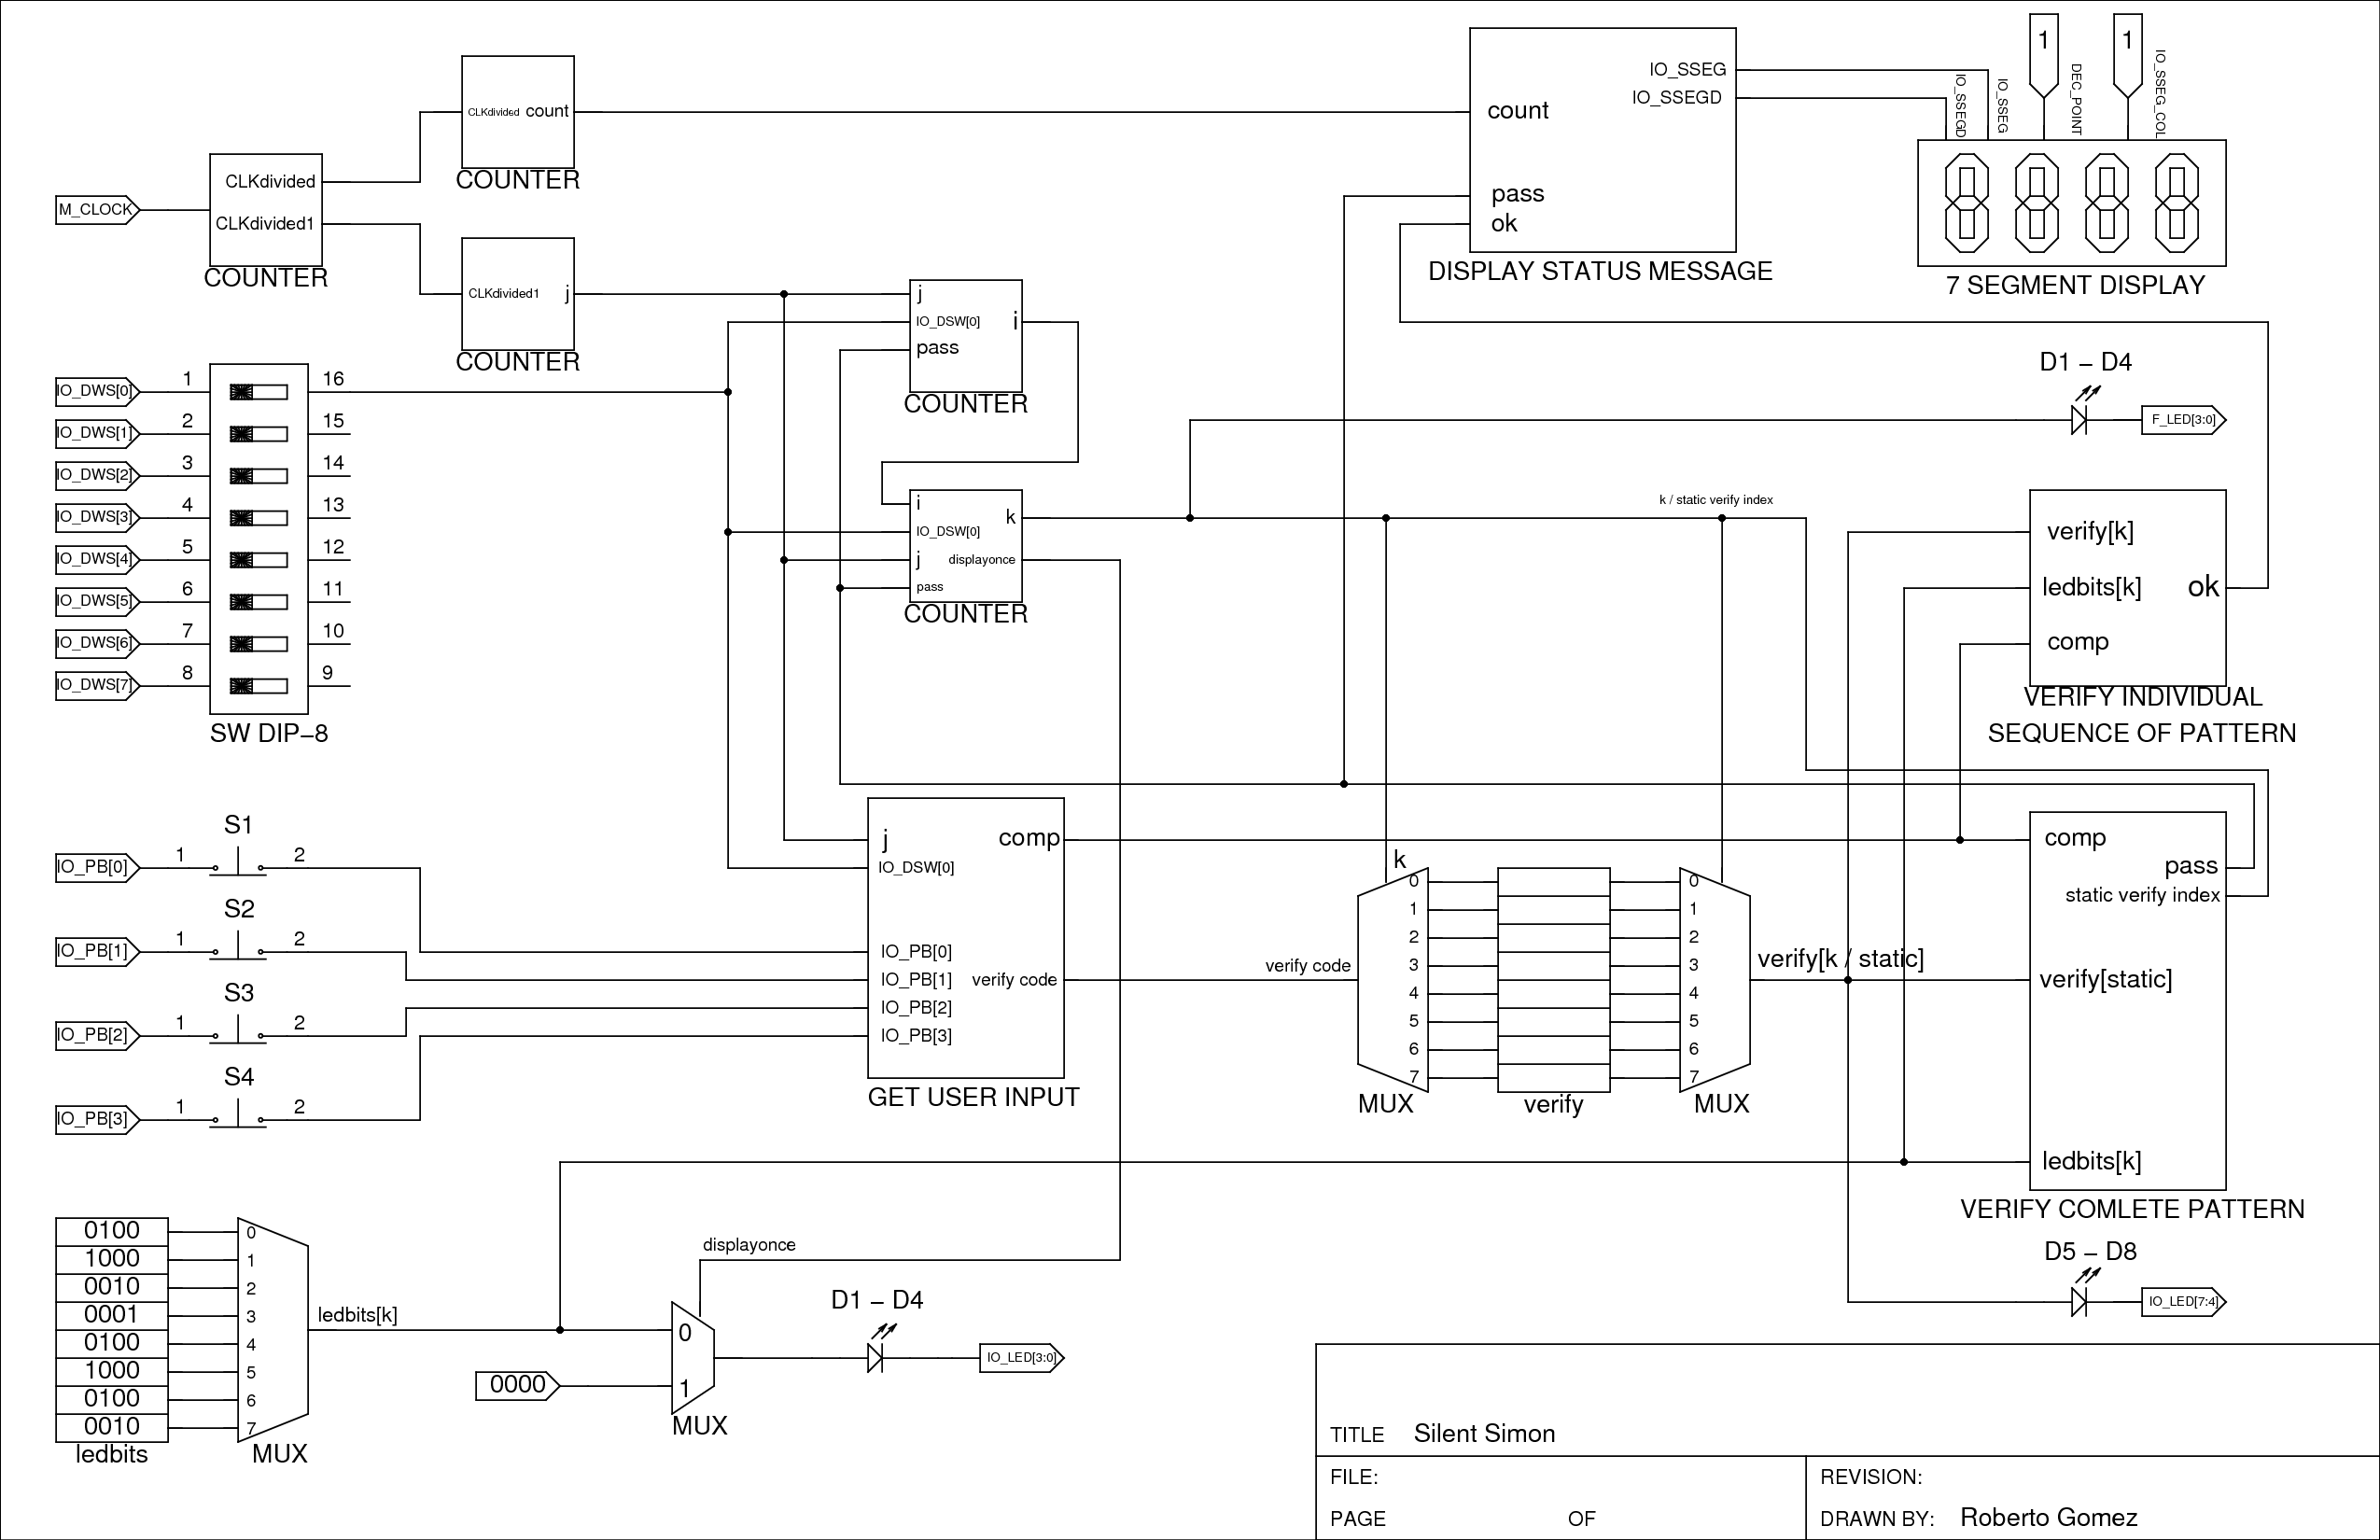 IO_SSEG
IO_SSEGD
count
pass
ok
DISPLAY STATUS MESSAGE
1
1
IO_SSEGD
IO_SSEG
DEC_POINT
IO_SSEG_COL
7 SEGMENT DISPLAY
CLKdivided count
COUNTER
M_CLOCK
CLKdivided
CLKdivided1
COUNTER
CLKdivided1 j
COUNTER
j
IO_DSW[0] i
pass
COUNTER
i
k
IO_DSW[0]
j displayonce
pass
COUNTER
IO_DWS[0] 1 16
IO_DWS[1] 2 15
IO_DWS[2] 3 14
IO_DWS[3] 4 13
IO_DWS[4] 5 12
IO_DWS[5] 6 11
IO_DWS[6] 7 10
IO_DWS[7] 8 9
SW DIP–8
D1 – D4
F_LED[3:0]
k / static verify index
verify[k]
ledbits[k] ok
comp
VERIFY INDIVIDUAL
SEQUENCE OF PATTERN
S1
IO_PB[0] 1 2
S2
IO_PB[1] 1 2
S3
IO_PB[2] 1 2
S4
IO_PB[3] 1 2
j comp
IO_DSW[0]
IO_PB[0]
IO_PB[1] verify code
IO_PB[2]
IO_PB[3]
GET USER INPUT
verify code
k
0
1
2
3
4
5
6
7
MUX
verify
0
1
2
3
4
5
6
7
MUX
verify[k / static]
comp
pass
static verify index
verify[static]
ledbits[k]
VERIFY COMLETE PATTERN
D5 – D8
IO_LED[7:4]
0100 0
1000 1
0010 2
0001 3
0100 4
1000 5
0100 6
0010 7
ledbits MUX
ledbits[k]
displayonce
0
0000 1
MUX
D1 – D4
IO_LED[3:0]
TITLE Silent Simon
FILE: REVISION:
PAGE OF DRAWN BY: Roberto Gomez